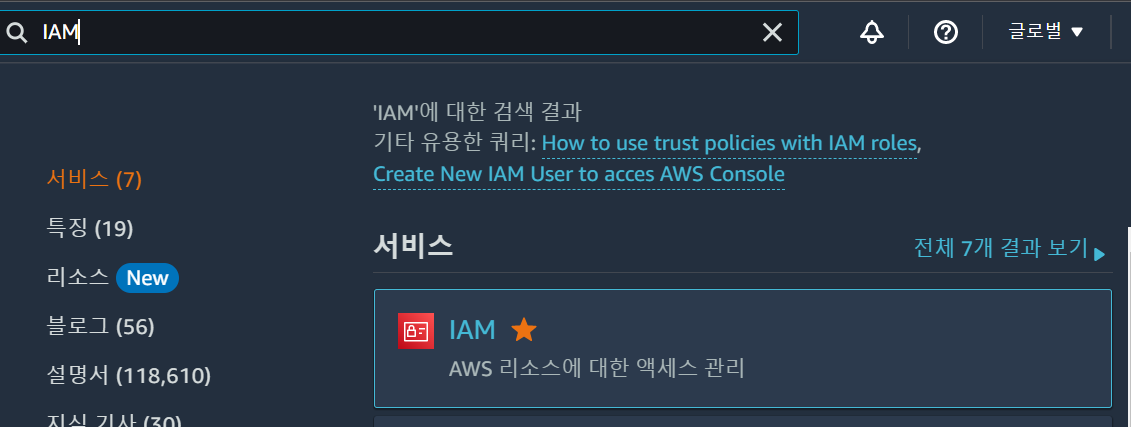 IAM
글로벌
'IAM'에 대한 검색 결과
기타 유용한 쿼리: How to use trust policies with IAM roles,
Create New IAM User to acces AWS Console
서비스 (7)
특징 (19)
리소스 New
블로그 (56)
설명서 (118,610)
지식 기사 (30)
서비스
전체 7개 결과 보기
IAM
AWS 리소스에 대한 액세스 관리